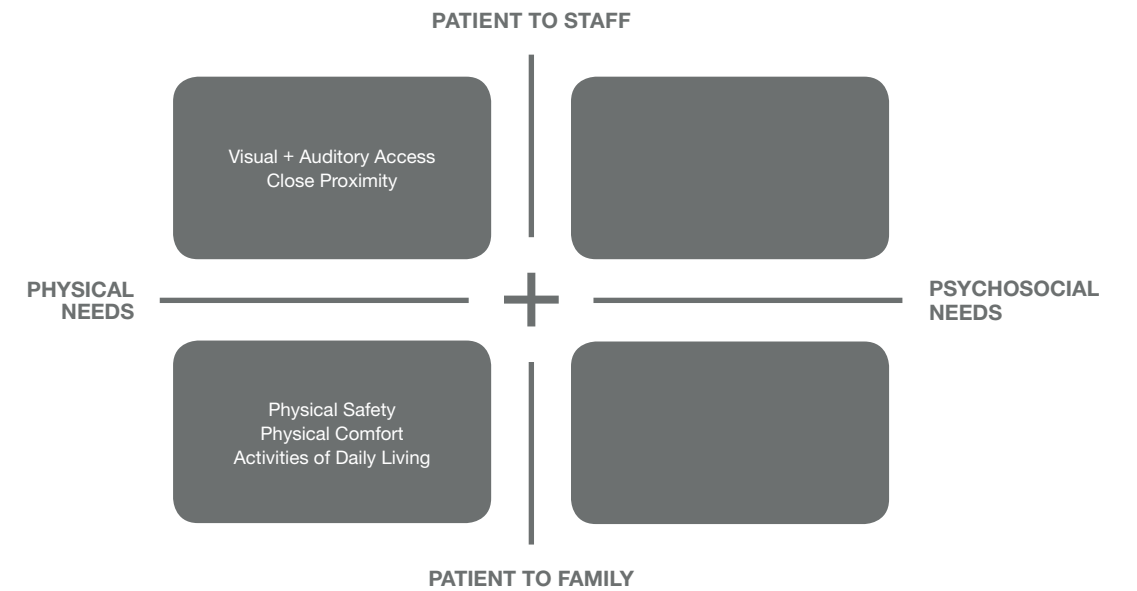 PATIENT TO STAFF
Visual + Auditory Access
Close Proximity
PHYSICAL
NEEDS
PSYCHOSOCIAL
NEEDS
Physical Safety
Physical Comfort
Activities of Daily Living
PATIENT TO FAMILY